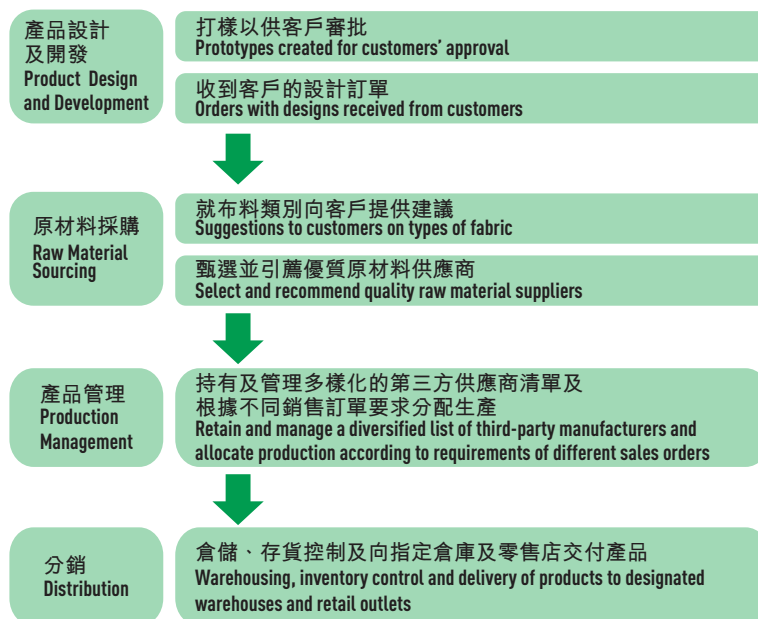 產品設計
及開發
Product Design
and Development
打樣以供客戶審批
Prototypes created for customers' approval
收到客戶的設計訂單
Orders with designs received from customers
原材料採購
Raw Material
Sourcing
就布料類別向客戶提供建議
Suggestions to customers on types of fabric
甄選並引薦優質原材料供應商
Select and recommend quality raw material suppliers
產品管理
Production
Management
持有及管理多樣化的第三方供應商清單及
根據不同銷售訂單要求分配生產
Retain and manage a diversified list of third-party manufacturers and
allocate production according to requirements of different sales orders
分銷
Distribution
倉儲、存貨控制及向指定倉庫及零售店交付產品
Warehousing, inventory control and delivery of products to designated
warehouses and retail outlets